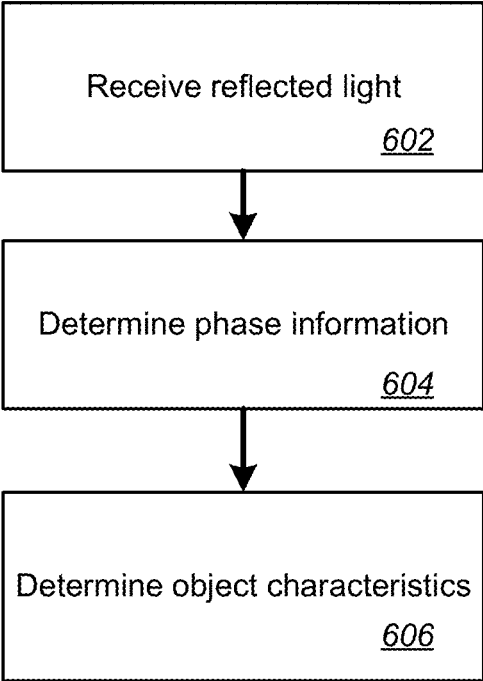 Receive reflected light
602
Determine phase information
604
Determine object characteristics
606